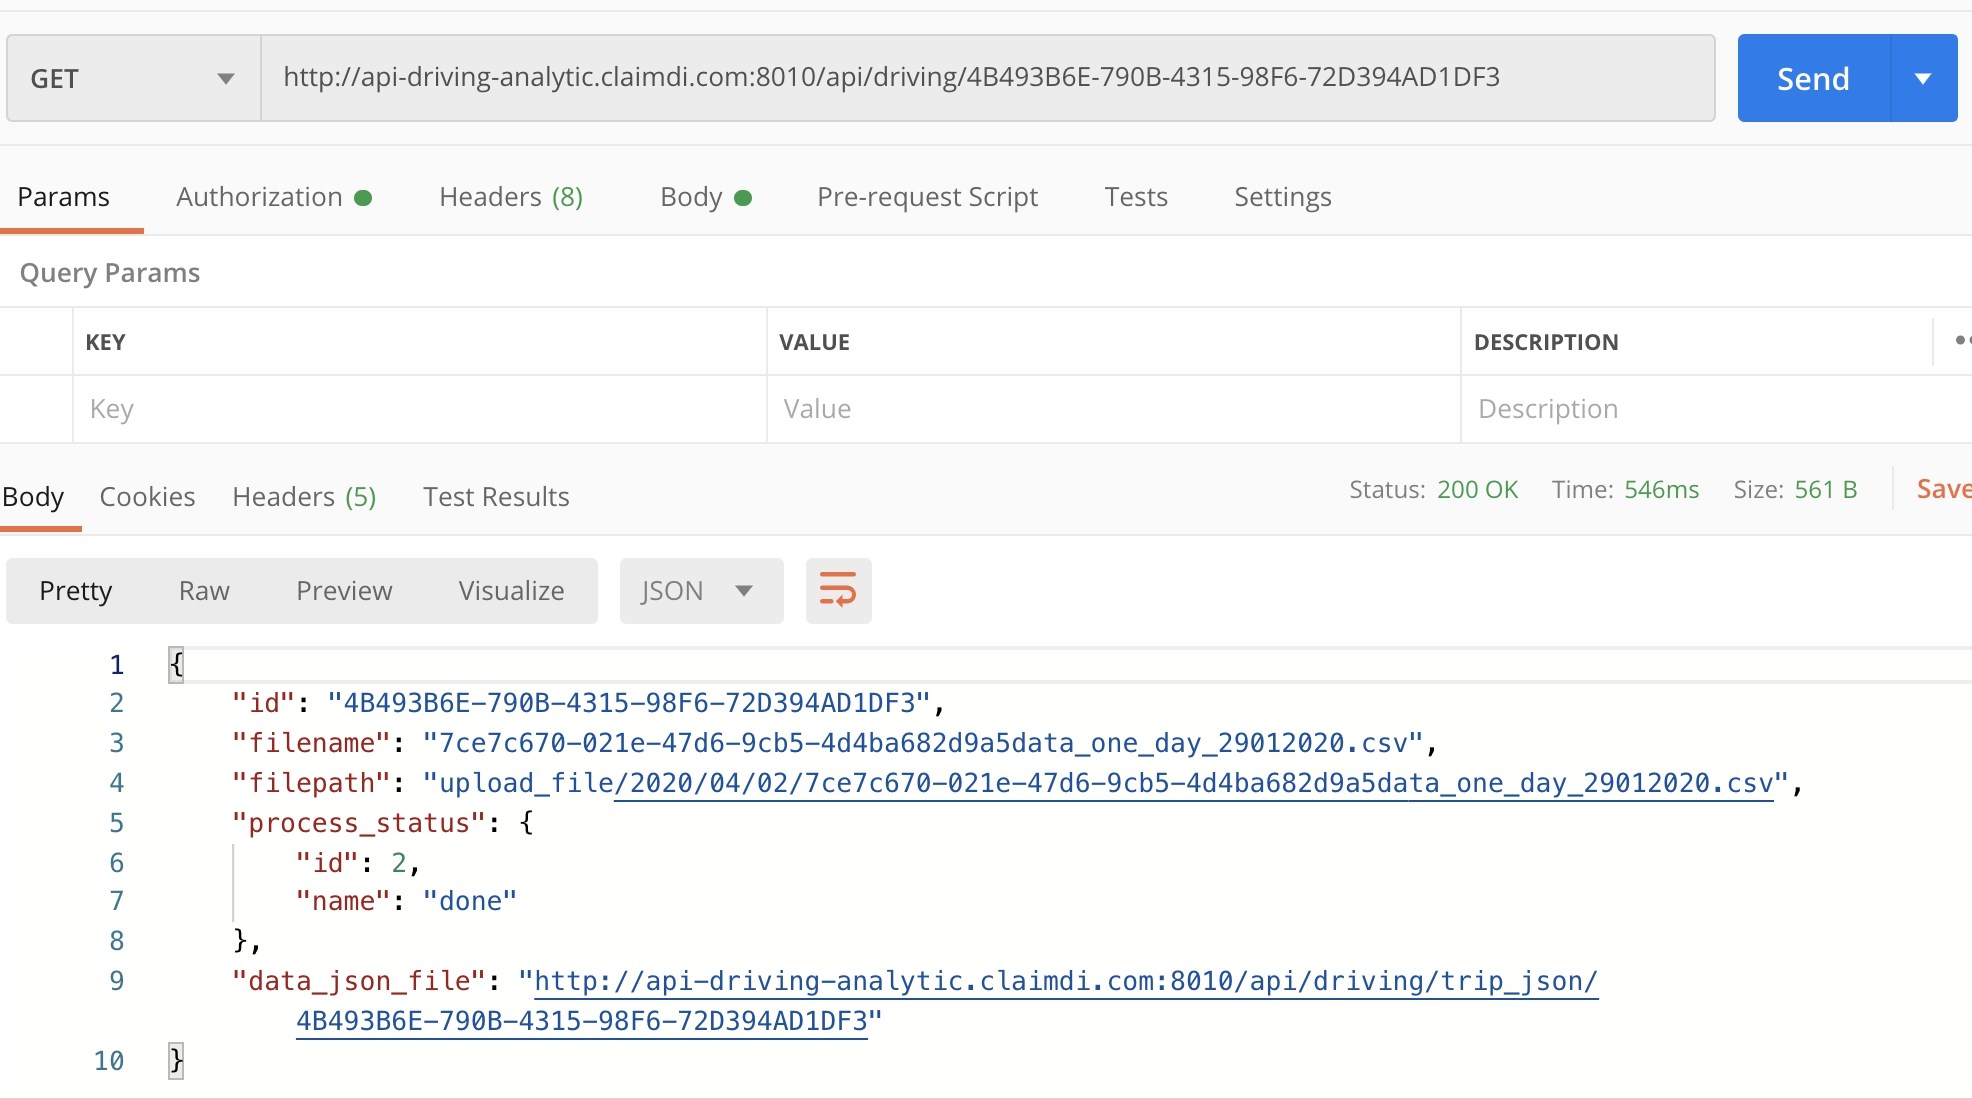 GET http://api-driving-analytic.claimdi.com:8010/api/driving/4B493B6E-790B-4315-98F6-72D394AD1DF3 Send
Params Authorization Headers (8) Body Pre-request Script Tests Settings
Query Params
KEY VALUE DESCRIPTION
Key Value Description
Body Cookies Headers (5) Test Results Status: 200 OK Time: 546ms Size: 561 B Save
Pretty Raw Preview Visualize JSON
1 {
2 "id": "4B493B6E-790B-4315-98F6-72D394AD1DF3",
3 "filename": "7ce7c670-021e-47d6-9cb5-4d4ba682d9a5data_one_day_29012020.csv",
4 "filepath": "upload_file/2020/04/02/7ce7c670-021e-47d6-9cb5-4d4ba682d9a5data_one_day_29012020.csv",
5 "process_status": {
6 "id": 2,
7 "name": "done"
8 },
9 "data_json_file": "http://api-driving-analytic.claimdi.com:8010/api/driving/trip_json/
4B493B6E-790B-4315-98F6-72D394AD1DF3"
10 }